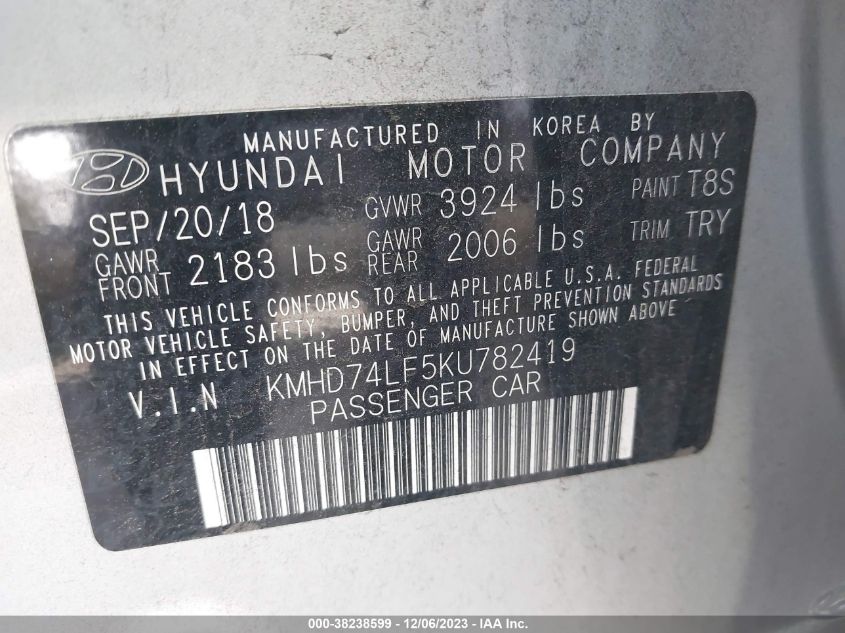 MANUFACTURED IN KOREA BY
HYUNDAI MOTOR COMPANY
SEP/20/18 GVWR 3924 lbs PAINT T8S
GAWR FRONT 2183 lbs GAWR REAR 2006 lbs TRIM TRY
THIS VEHICLE CONFORMS TO ALL APPLICABLE U.S.A. FEDERAL
MOTOR VEHICLE SAFETY, BUMPER, AND THEFT PREVENTION STANDARDS
IN EFFECT ON THE DATE OF MANUFACTURE SHOWN ABOVE
V.I.N KMHD74LF5KU782419
PASSENGER CAR
000-38238599 - 12/06/2023 - IAA Inc.